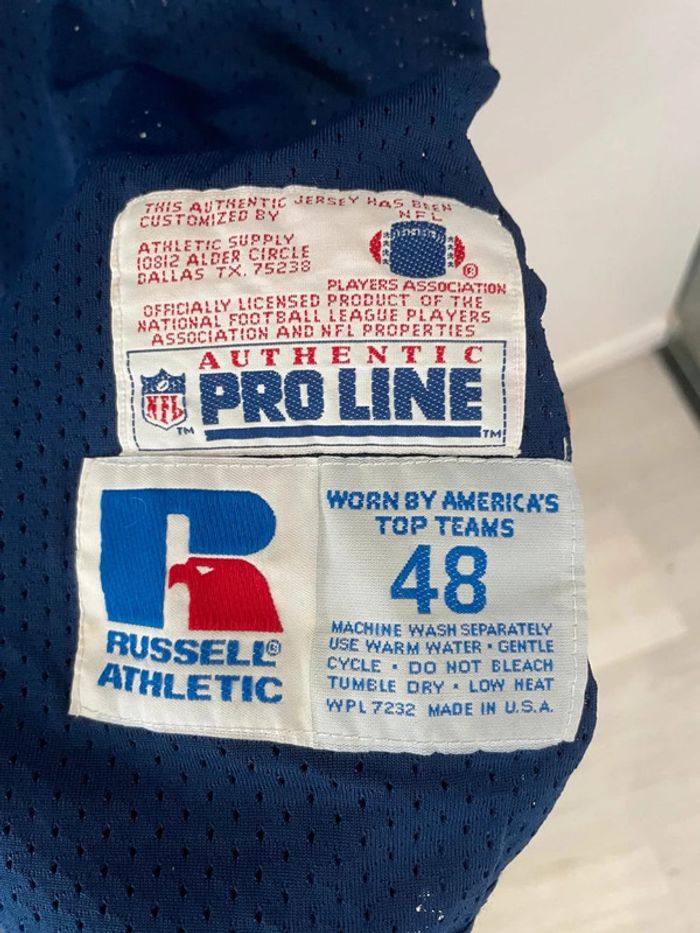 THIS AUTHENTIC JERSEY HAS BEEN
CUSTOMIZED BY
NFL
ATHLETIC SUPPLY
10812 ALDER CIRCLE
DALLAS TX. 75238
®
PLAYERS ASSOCIATION
OFFICIALLY LICENSED PRODUCT OF THE
NATIONAL FOOTBALL LEAGUE PLAYERS
ASSOCIATION AND NFL PROPERTIES
AUTHENTIC
NFL
PRO LINE
TM
TM
R
RUSSELL®
ATHLETIC
WORN BY AMERICA'S
TOP TEAMS
48
MACHINE WASH SEPARATELY
USE WARM WATER · GENTLE
CYCLE · DO NOT BLEACH
TUMBLE DRY · LOW HEAT
WPL 7232 MADE IN U.S.A.